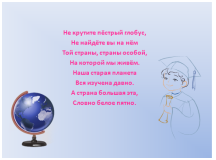 Не крутите пёстрый глобус,
Не найдёте вы на нём
Той страны, страны особой,
На которой мы живём.
Наша старая планета
Вся изучена давно.
А страна большая эта,
Словно белое пятно.